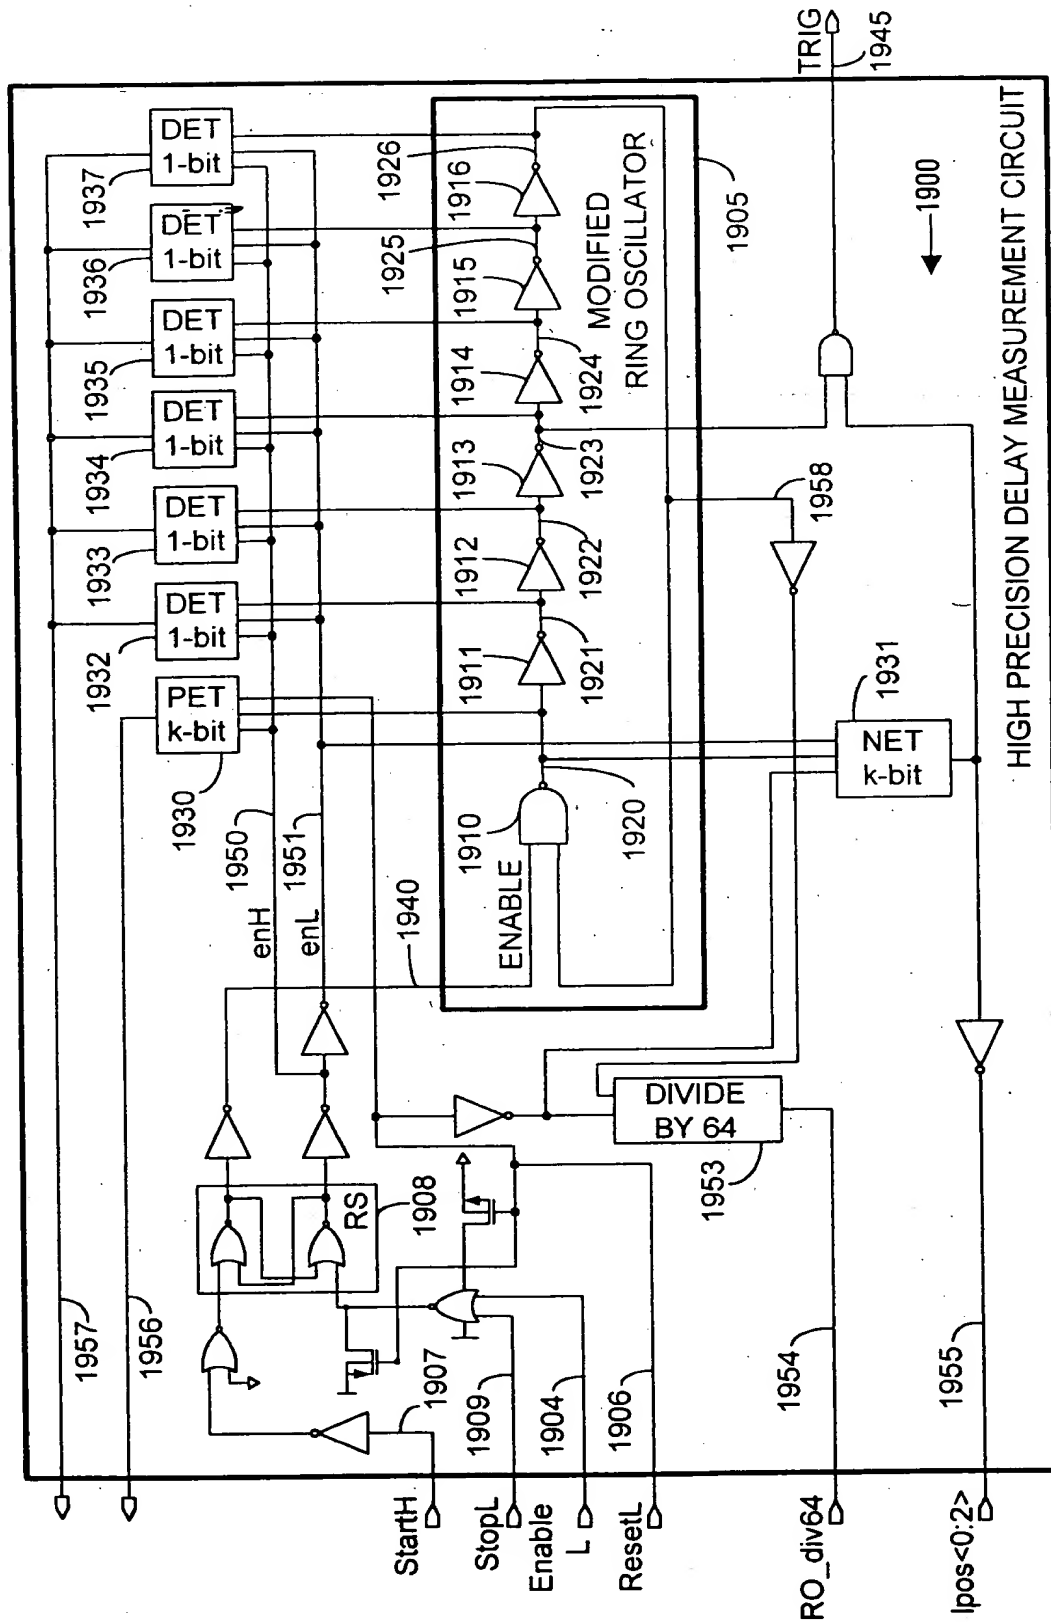 DET
1-bit
1937
DET
1-bit
1936
DET
1-bit
1935
DET
1-bit
1934
DET
1-bit
1933
DET
1-bit
1932
PET
k-bit
1930
enH
1950
enL
1951
1940
ENABLE
1910
1920
1911
1921
1912
1922
1913
1923
1914
1924
1915
1925
1916
1926
MODIFIED
RING OSCILLATOR
1905
1900
TRIG
1945
1958
NET
k-bit
1931
DIVIDE
BY 64
1953
RS
1908
1957
1956
1907
1909
1904
1906
1954
1955
StartH
StopL
Enable
L
ResetL
RO_div64
Ipos<0:2>
HIGH PRECISION DELAY MEASUREMENT CIRCUIT